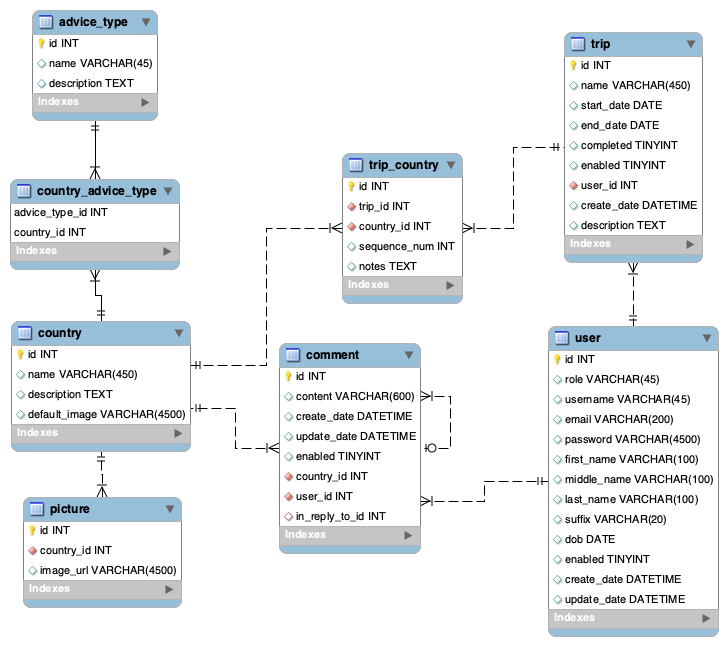 advice_type
id INT
name VARCHAR(45)
description TEXT
Indexes
country_advice_type
advice_type_id INT
country_id INT
Indexes
country
id INT
name VARCHAR(450)
description TEXT
default_image VARCHAR(4500)
Indexes
picture
id INT
country_id INT
image_url VARCHAR(4500)
Indexes
trip_country
id INT
trip_id INT
country_id INT
sequence_num INT
notes TEXT
Indexes
comment
id INT
content VARCHAR(600)
create_date DATETIME
update_date DATETIME
enabled TINYINT
country_id INT
user_id INT
in_reply_to_id INT
Indexes
trip
id INT
name VARCHAR(450)
start_date DATE
end_date DATE
completed TINYINT
enabled TINYINT
user_id INT
create_date DATETIME
description TEXT
Indexes
user
id INT
role VARCHAR(45)
username VARCHAR(45)
email VARCHAR(200)
password VARCHAR(4500)
first_name VARCHAR(100)
middle_name VARCHAR(100)
last_name VARCHAR(100)
suffix VARCHAR(20)
dob DATE
enabled TINYINT
create_date DATETIME
update_date DATETIME
Indexes